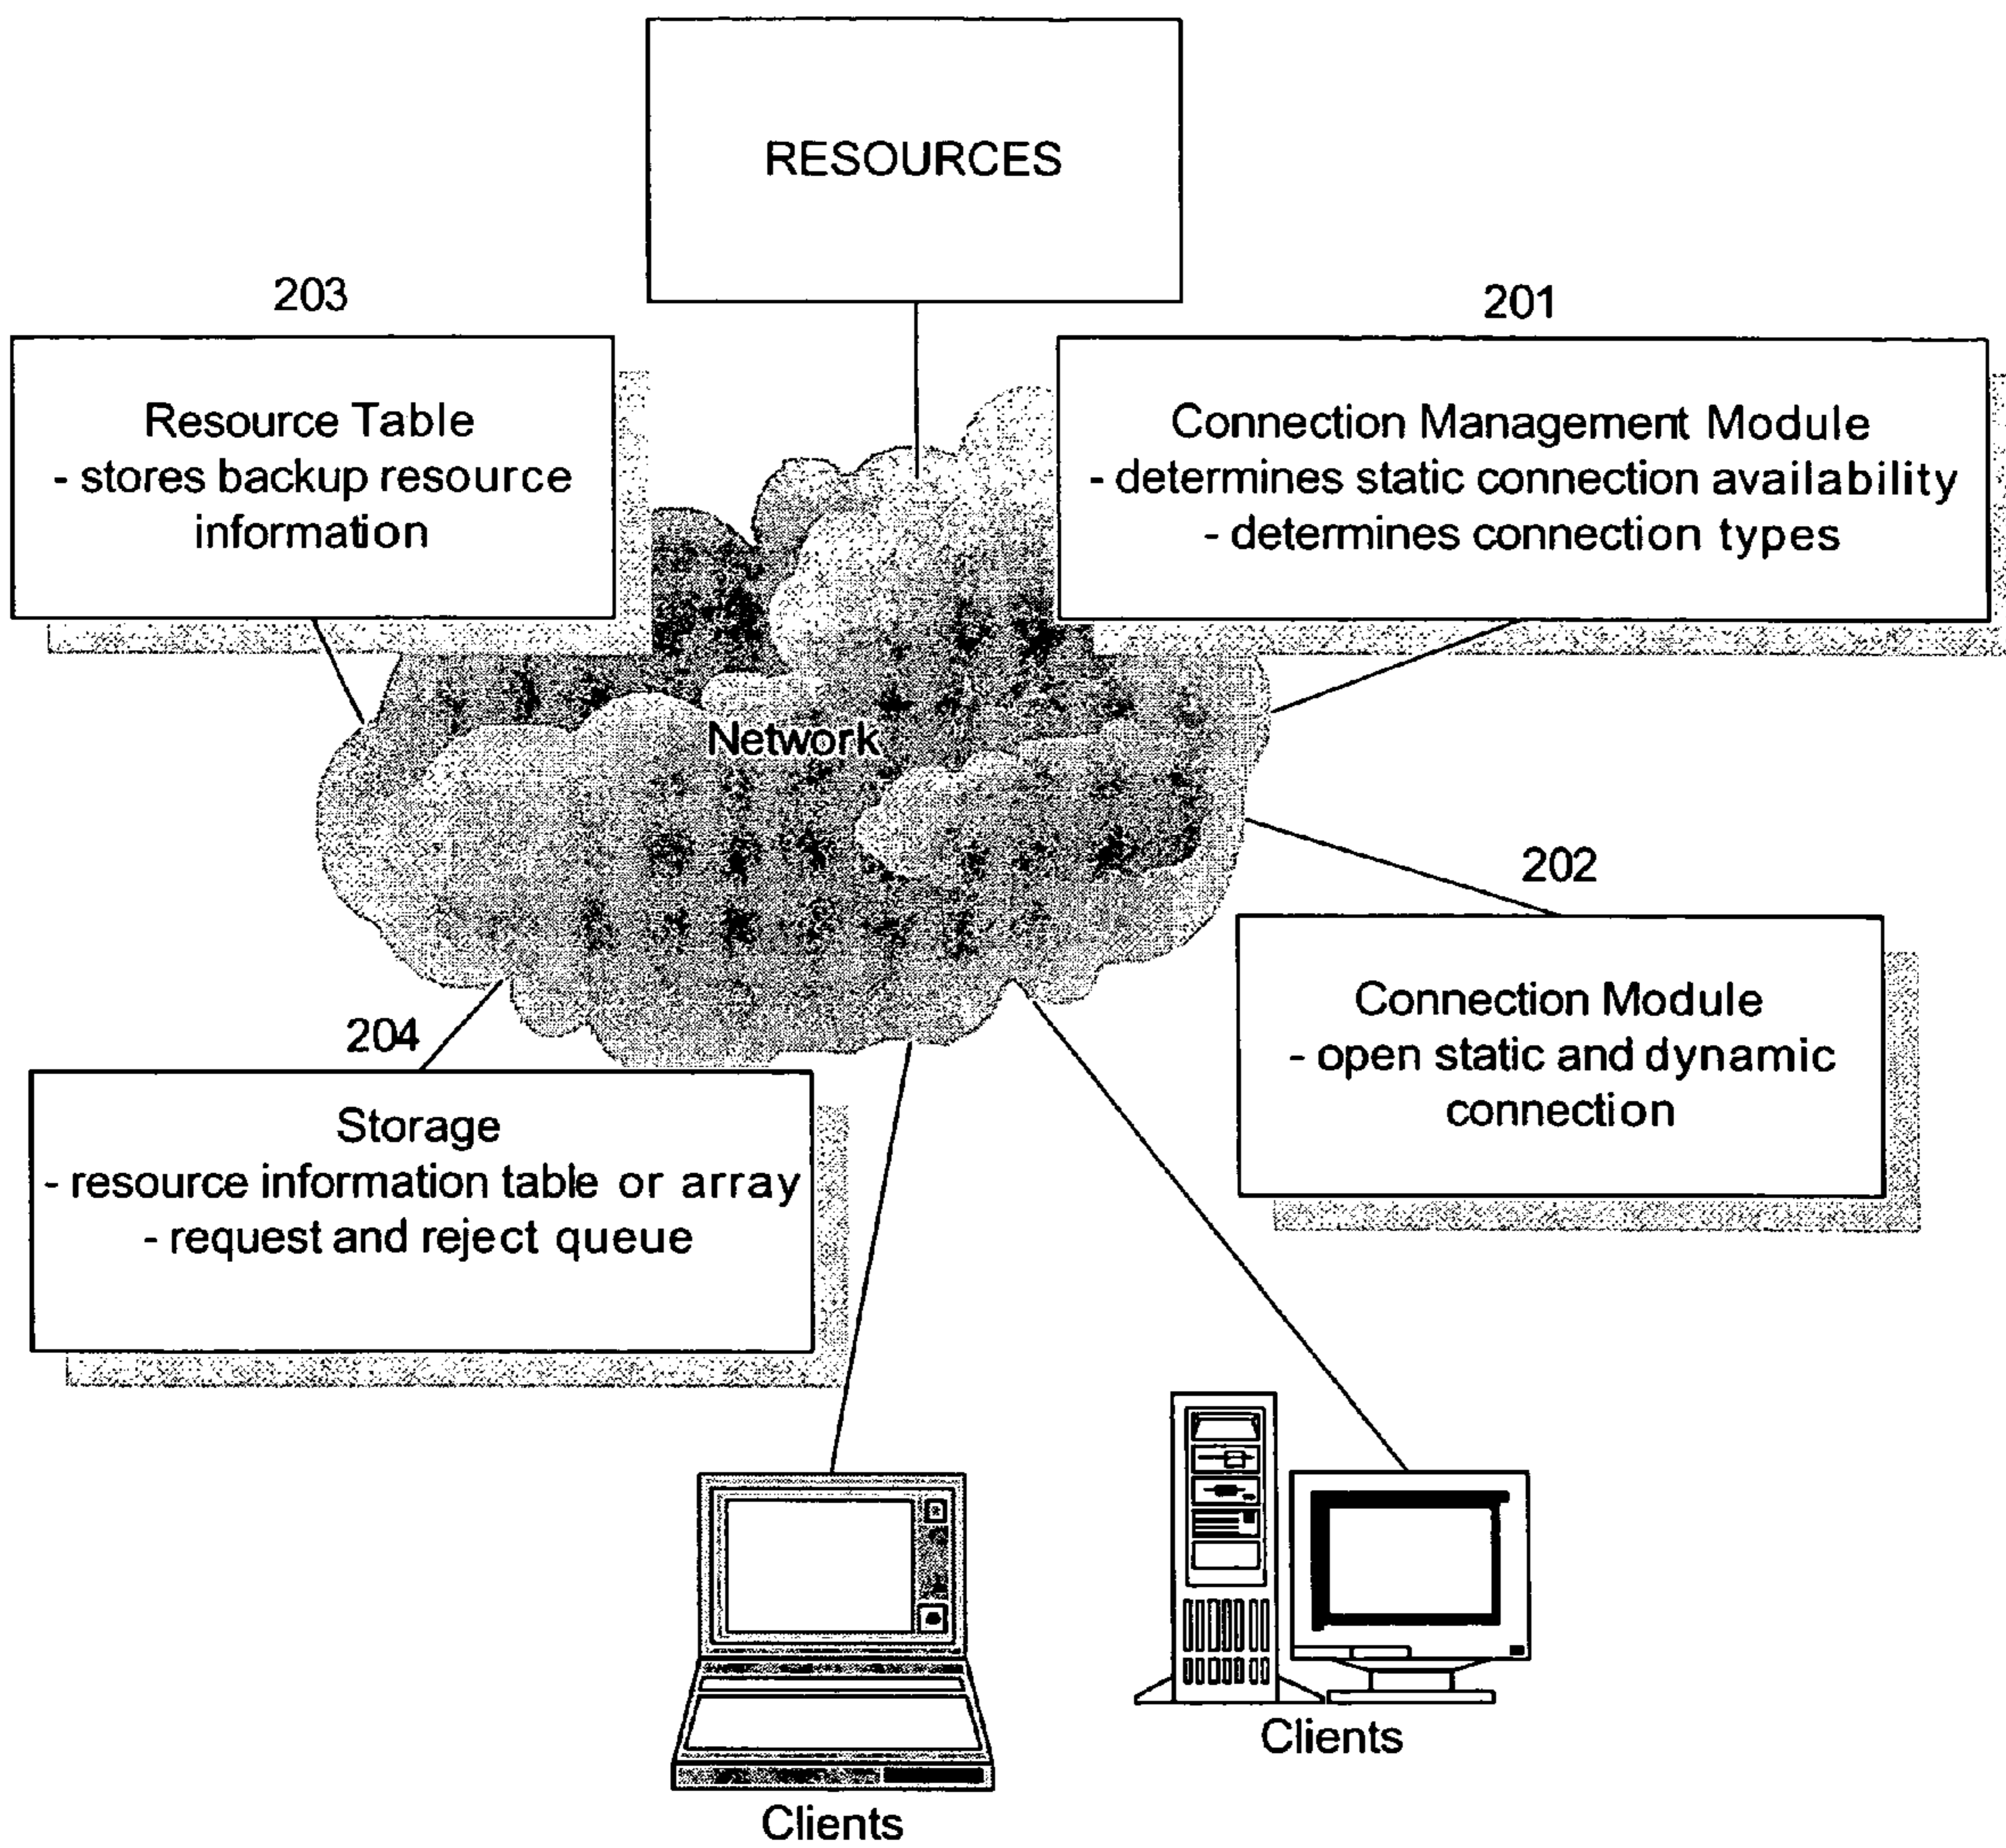 RESOURCES
203
Resource Table
- stores backup resource
information
201
Connection Management Module
- determines static connection availability
- determines connection types
Network
202
Connection Module
- open static and dynamic
connection
204
Storage
- resource information table or array
- request and reject queue
Clients
Clients